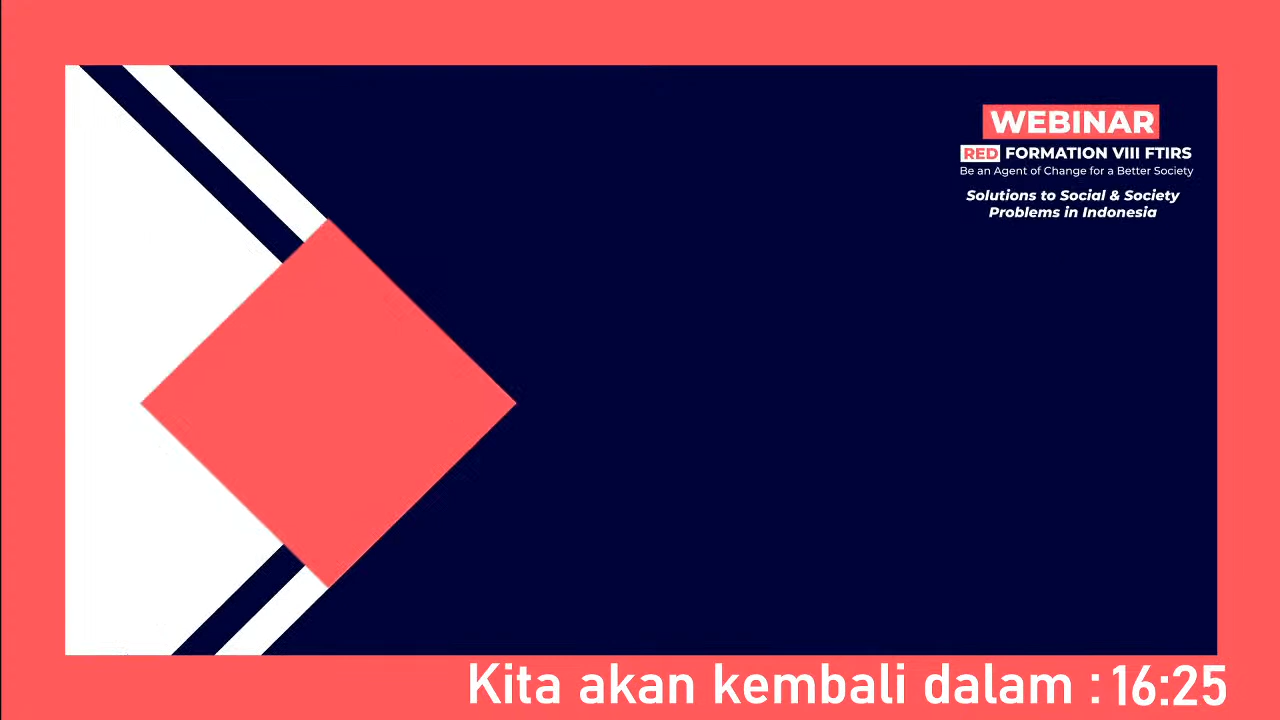 WEBINAR
RED FORMATION VIII FTIRS
Be an Agent of Change for a Better Society
Solutions to Social & Society
Problems in Indonesia
Kita akan kembali dalam : 16:25